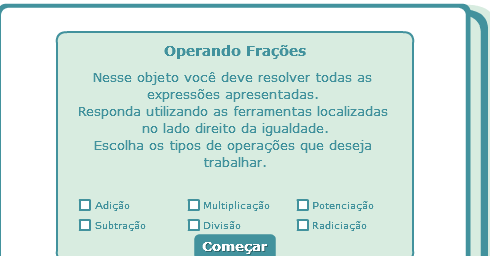 Operando Frações
Nesse objeto você deve resolver todas as
expressões apresentadas.
Responda utilizando as ferramentas localizadas
no lado direito da igualdade.
Escolha os tipos de operações que deseja
trabalhar.
Adição Multiplicação Potenciação
Subtração Divisão Radiciação
Começar